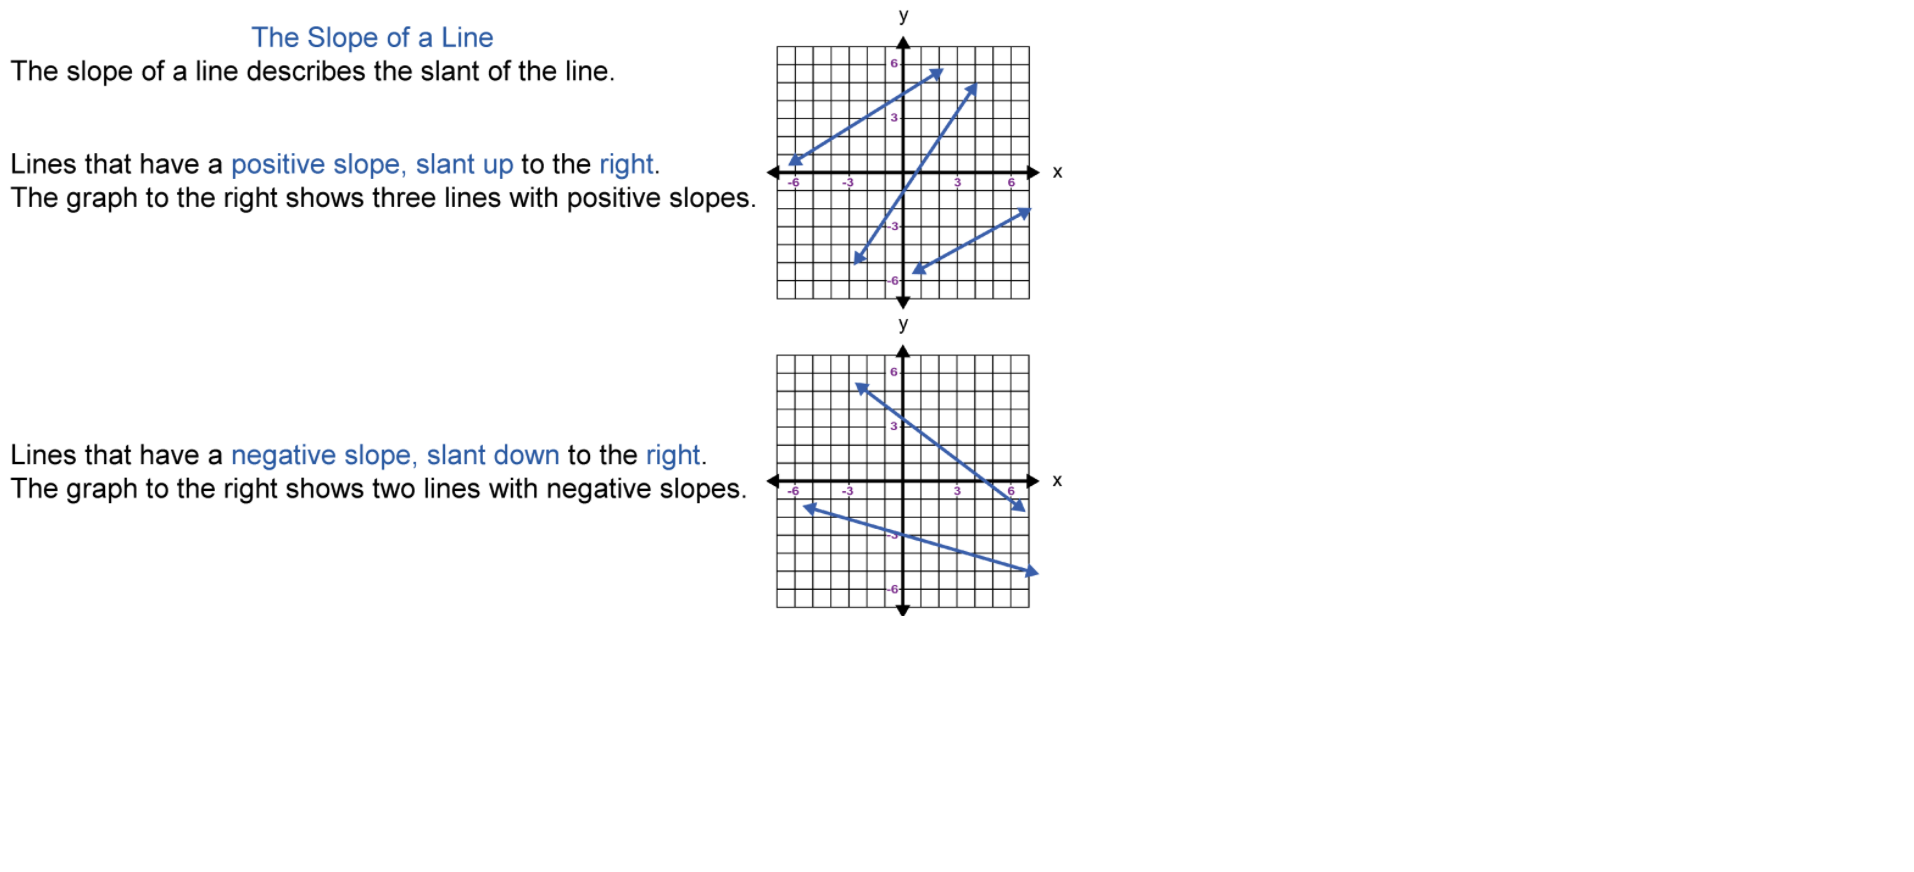 The Slope of a Line
The slope of a line describes the slant of the line.
Lines that have a positive slope, slant up to the right.
The graph to the right shows three lines with positive slopes.
y
6
3
-6 -3 3 6 x
-3
-6
y
6
3
Lines that have a negative slope, slant down to the right.
The graph to the right shows two lines with negative slopes.
-6 -3 3 6 x
-3
-6